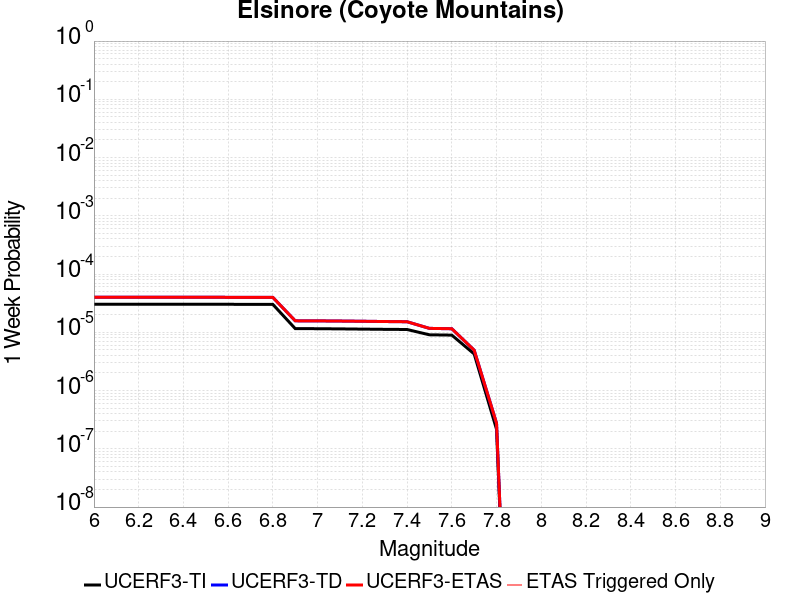 Elsinore (Coyote Mountains)
10^0
10^-1
10^-2
10^-3
10^-4
10^-5
10^-6
10^-7
10^-8
1 Week Probability
6 6.2 6.4 6.6 6.8 7 7.2 7.4 7.6 7.8 8 8.2 8.4 8.6 8.8 9
Magnitude
UCERF3-TI UCERF3-TD UCERF3-ETAS ETAS Triggered Only